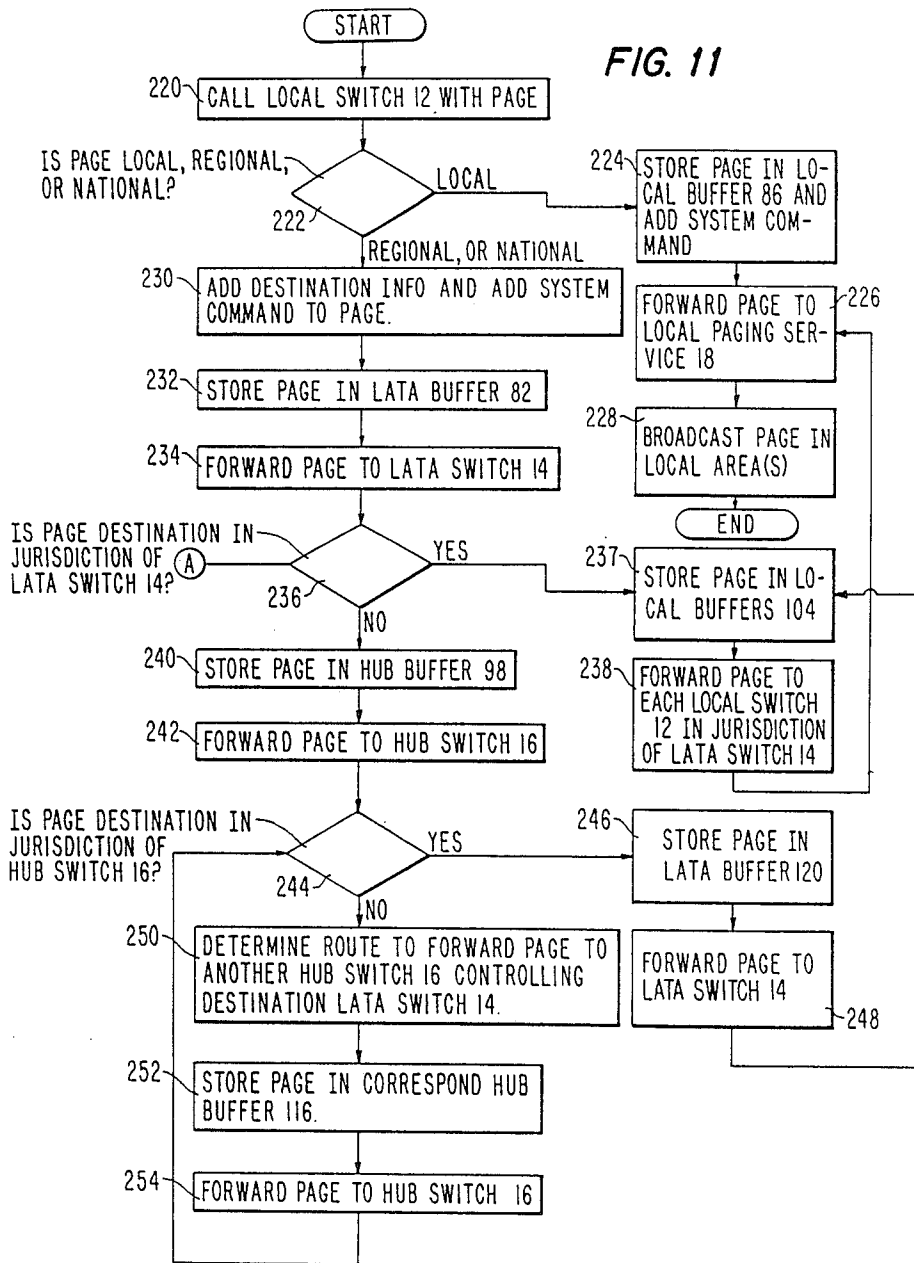 START
FIG. 11
220
CALL LOCAL SWITCH 12 WITH PAGE
IS PAGE LOCAL, REGIONAL,
OR NATIONAL?
222
LOCAL
REGIONAL, OR NATIONAL
224
STORE PAGE IN LO-
CAL BUFFER 86 AND
ADD SYSTEM COM-
MAND
230
ADD DESTINATION INFO AND ADD SYSTEM
COMMAND TO PAGE.
FORWARD PAGE TO
LOCAL PAGING SER-
VICE 18
226
232
STORE PAGE IN LATA BUFFER 82
228
BROADCAST PAGE IN
LOCAL AREA(S)
234
FORWARD PAGE TO LATA SWITCH 14
END
IS PAGE DESTINATION IN
JURISDICTION OF
LATA SWITCH 14?
A
236
YES
NO
237
STORE PAGE IN LO-
CAL BUFFERS 104
240
STORE PAGE IN HUB BUFFER 98
238
FORWARD PAGE TO
EACH LOCAL SWITCH
12 IN JURISDICTION
OF LATA SWITCH 14
242
FORWARD PAGE TO HUB SWITCH 16
IS PAGE DESTINATION IN
JURISDICTION OF
HUB SWITCH 16?
244
YES
NO
246
STORE PAGE IN
LATA BUFFER 120
250
DETERMINE ROUTE TO FORWARD PAGE TO
ANOTHER HUB SWITCH 16 CONTROLLING
DESTINATION LATA SWITCH 14.
FORWARD PAGE TO
LATA SWITCH 14
248
252
STORE PAGE IN CORRESPOND HUB
BUFFER 116.
254
FORWARD PAGE TO HUB SWITCH 16